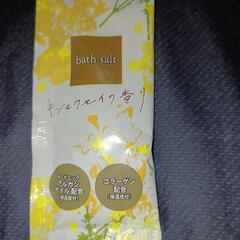 bath salt
キンモクセイの香り
オーガニック
アルガン
オイル配合
(保湿成分)
コラーゲン
配合
(保湿成分)